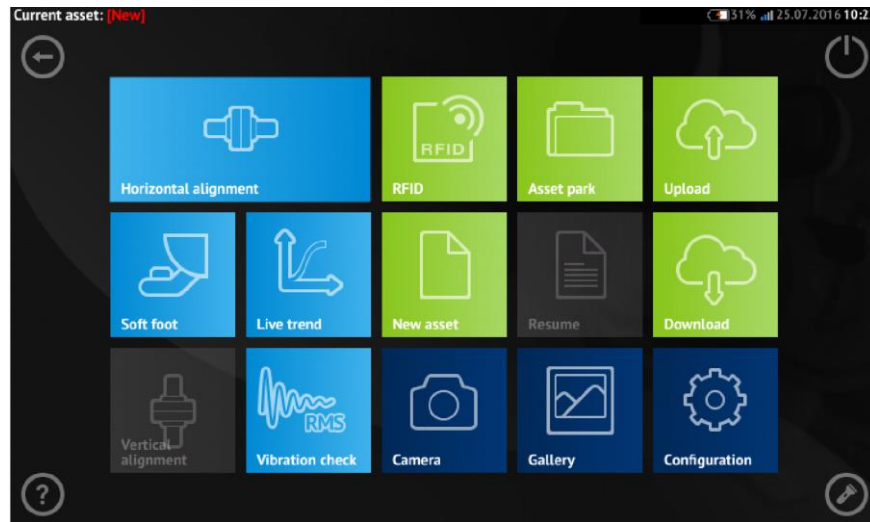 Current asset: [New]
31% 25.07.2016 10:2
RFID
Horizontal alignment
RFID
Asset park
Upload
Soft foot
Live trend
New asset
Resume
Download
RMS
Vertical
alignment
Vibration check
Camera
Gallery
Configuration
?